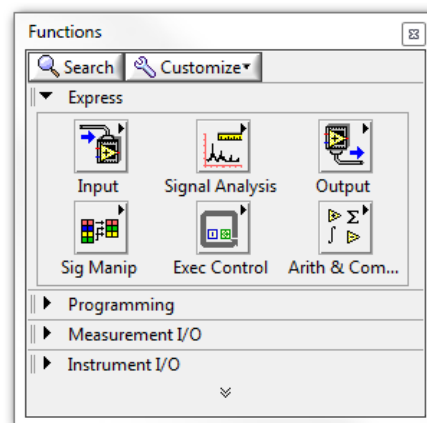 Functions
Search Customize
Express
Input Signal Analysis Output
Sig Manip Exec Control Arith & Com...
Programming
Measurement I/O
Instrument I/O